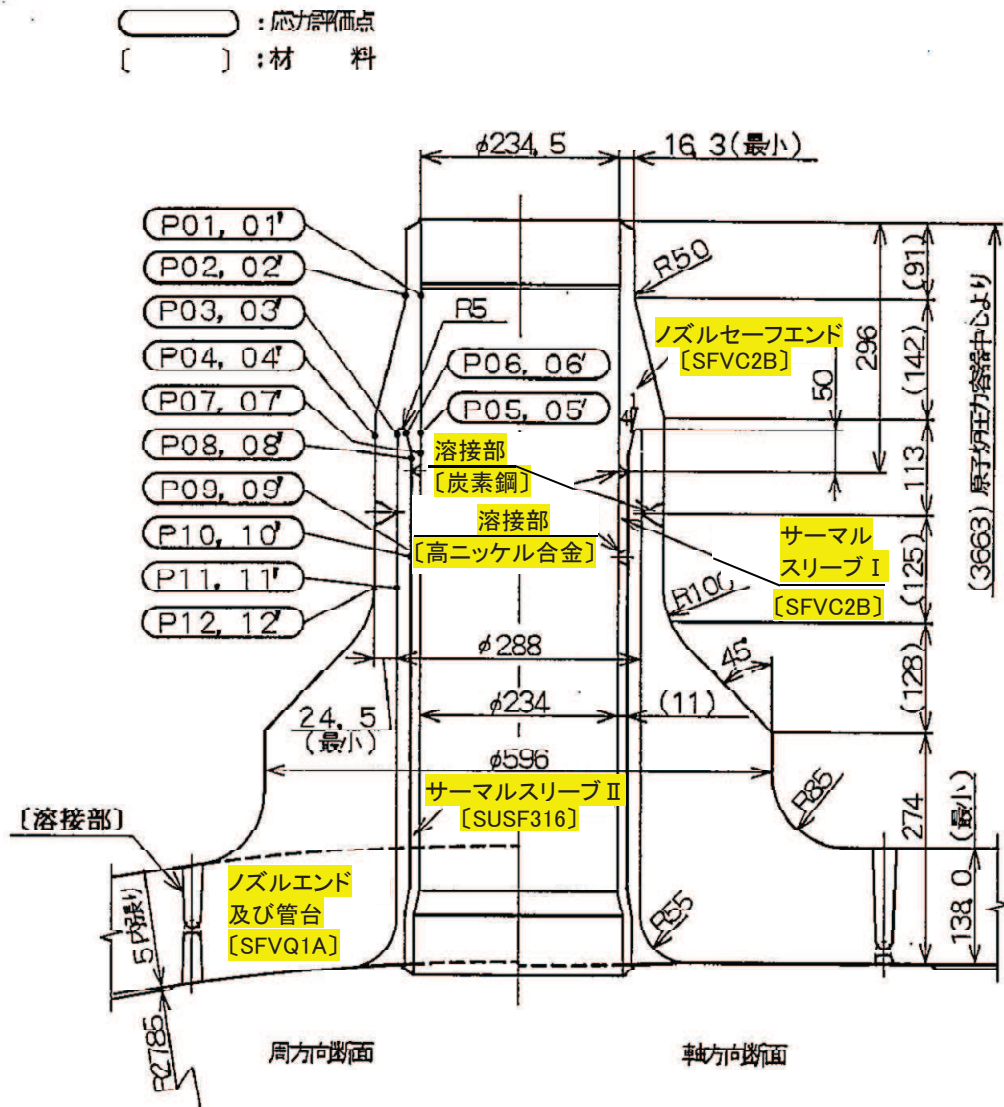 ：応力評価点
〔　　〕：材　料
φ234.5
16.3(最小)
P01, 01'
P02, 02'
P03, 03'
P04, 04'
P07, 07'
P08, 08'
P09, 09'
P10, 10'
P11, 11'
P12, 12'
R5
P06, 06'
P05, 05'
R50
ノズルセーフエンド
〔SFVC2B〕
296
50
(91)
(142)
113
(125)
(128)
274
(3663) 原子炉圧力容器中心より
溶接部
〔炭素鋼〕
溶接部
〔高ニッケル合金〕
サーマル
スリーブⅠ
〔SFVC2B〕
R100
45°
φ288
φ234
(11)
24.5
(最小)
φ596
サーマルスリーブⅡ
〔SUSF316〕
R85
〔溶接部〕
ノズルエンド
及び管台
〔SFVQ1A〕
R55
138.0
(最小)
5内張り
R2785
周方向断面
軸方向断面